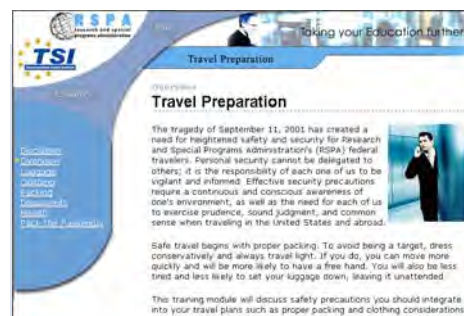 RSPA
research and special
programs administration
Taking your Education further
TSI
Travel Preparation
Overview
Travel Preparation
The tragedy of September 11, 2001 has created a
need for heightened safety and security for Research
and Special Programs Administration's (RSPA) federal
travelers. Personal security cannot be delegated to
others; it is the responsibility of each one of us to be
vigilant and informed. Effective security precautions
require a continuous and conscious awareness of
one's environment, as well as the need for each of us
to exercise prudence, sound judgment, and common
sense when traveling in the United States and abroad.
Safe travel begins with proper packing. To avoid being a target, dress
conservatively and always travel light. If you do, you can move more
quickly and will be more likely to have a free hand. You will also be less
tired and less likely to set your luggage down, leaving it unattended.
This training module will discuss safety precautions you should integrate
into your travel plans such as proper packing and clothing considerations
Overview
Luggage
Clothing
Packing
Documents
Health